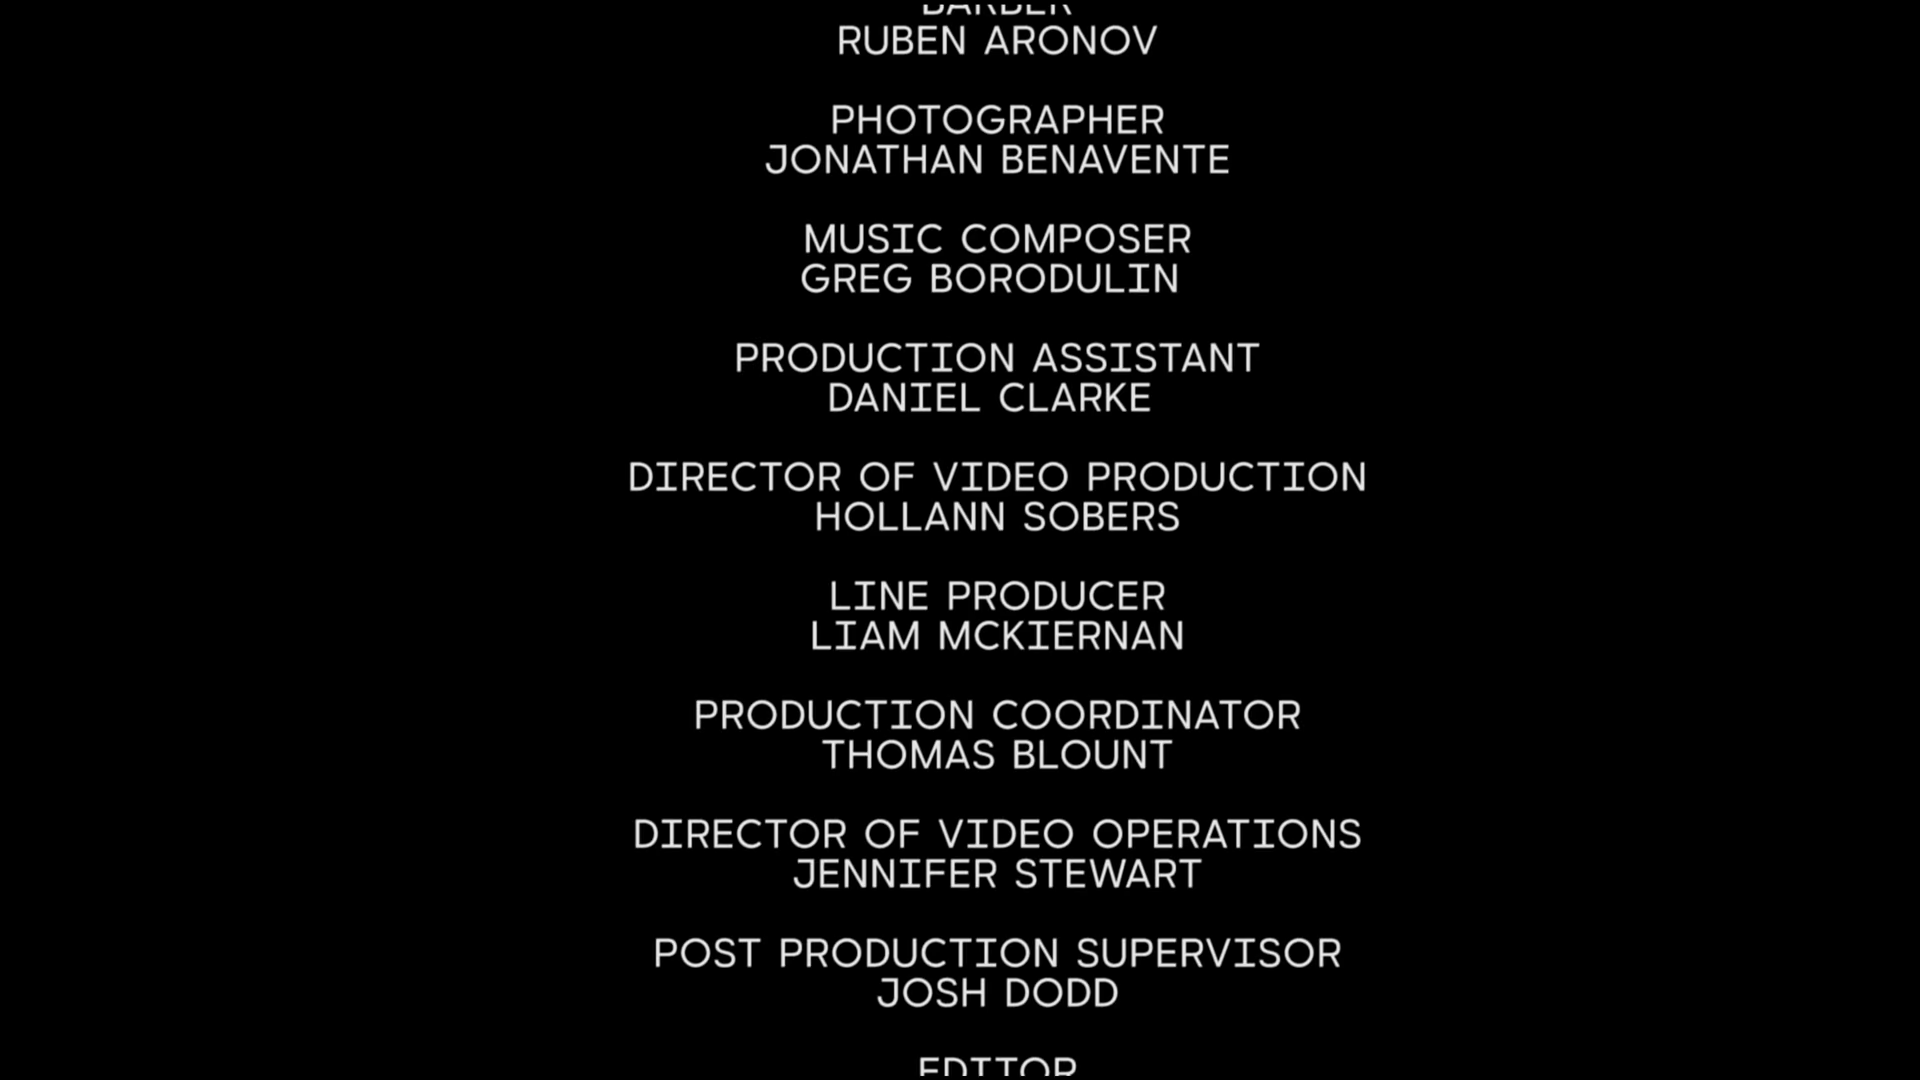 BARBER
RUBEN ARONOV
PHOTOGRAPHER
JONATHAN BENAVENTE
MUSIC COMPOSER
GREG BORODULIN
PRODUCTION ASSISTANT
DANIEL CLARKE
DIRECTOR OF VIDEO PRODUCTION
HOLLANN SOBERS
LINE PRODUCER
LIAM MCKIERNAN
PRODUCTION COORDINATOR
THOMAS BLOUNT
DIRECTOR OF VIDEO OPERATIONS
JENNIFER STEWART
POST PRODUCTION SUPERVISOR
JOSH DODD
EDITOR